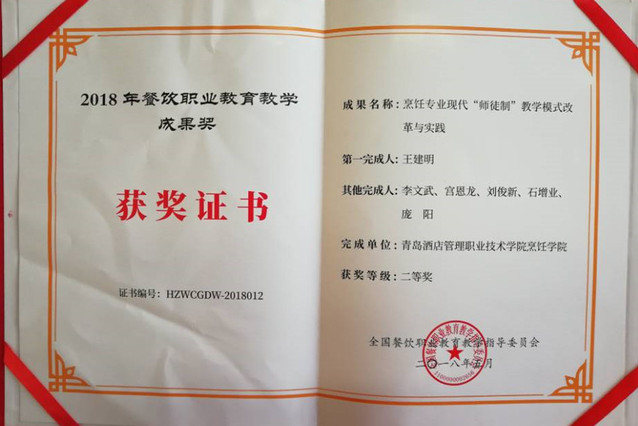 2018 年餐饮职业教育教学
成果奖
获奖证书
证书编号：HZWCGDW-2018012
成果名称：烹饪专业现代“师徒制”教学模式改
革与实践
第一完成人：王建明
其他完成人：李文武、宫恩龙、刘俊新、石增业、
庞　阳
完成单位：青岛酒店管理职业技术学院烹饪学院
获奖等级：二等奖
全国餐饮职业教育教学指导委员会
二〇一八年五月